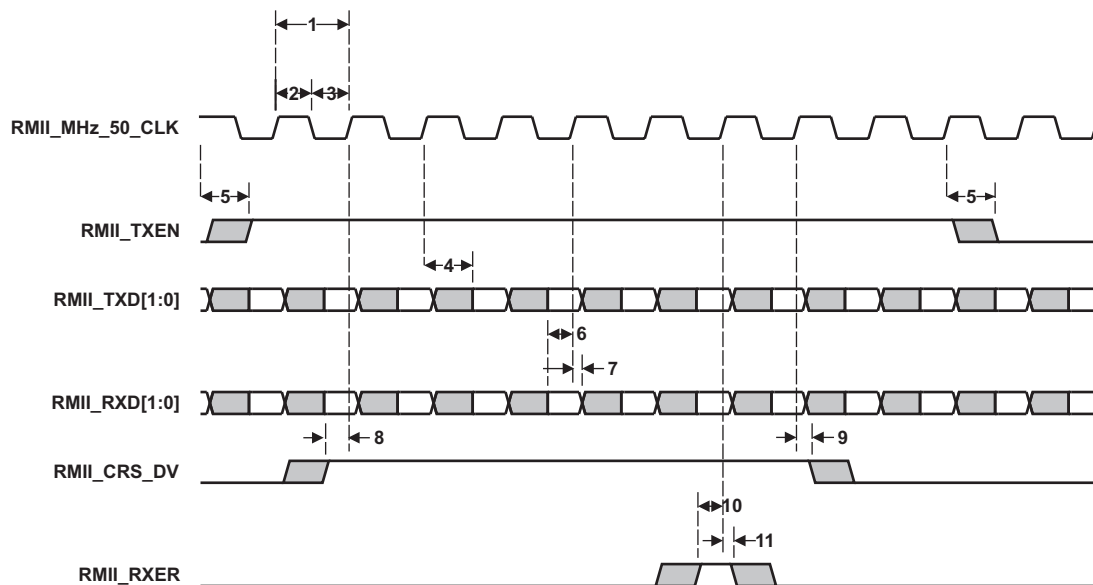 1
2
3
RMII_MHz_50_CLK
5
5
RMII_TXEN
4
RMII_TXD[1:0]
6
7
RMII_RXD[1:0]
8
9
RMII_CRS_DV
10
11
RMII_RXER